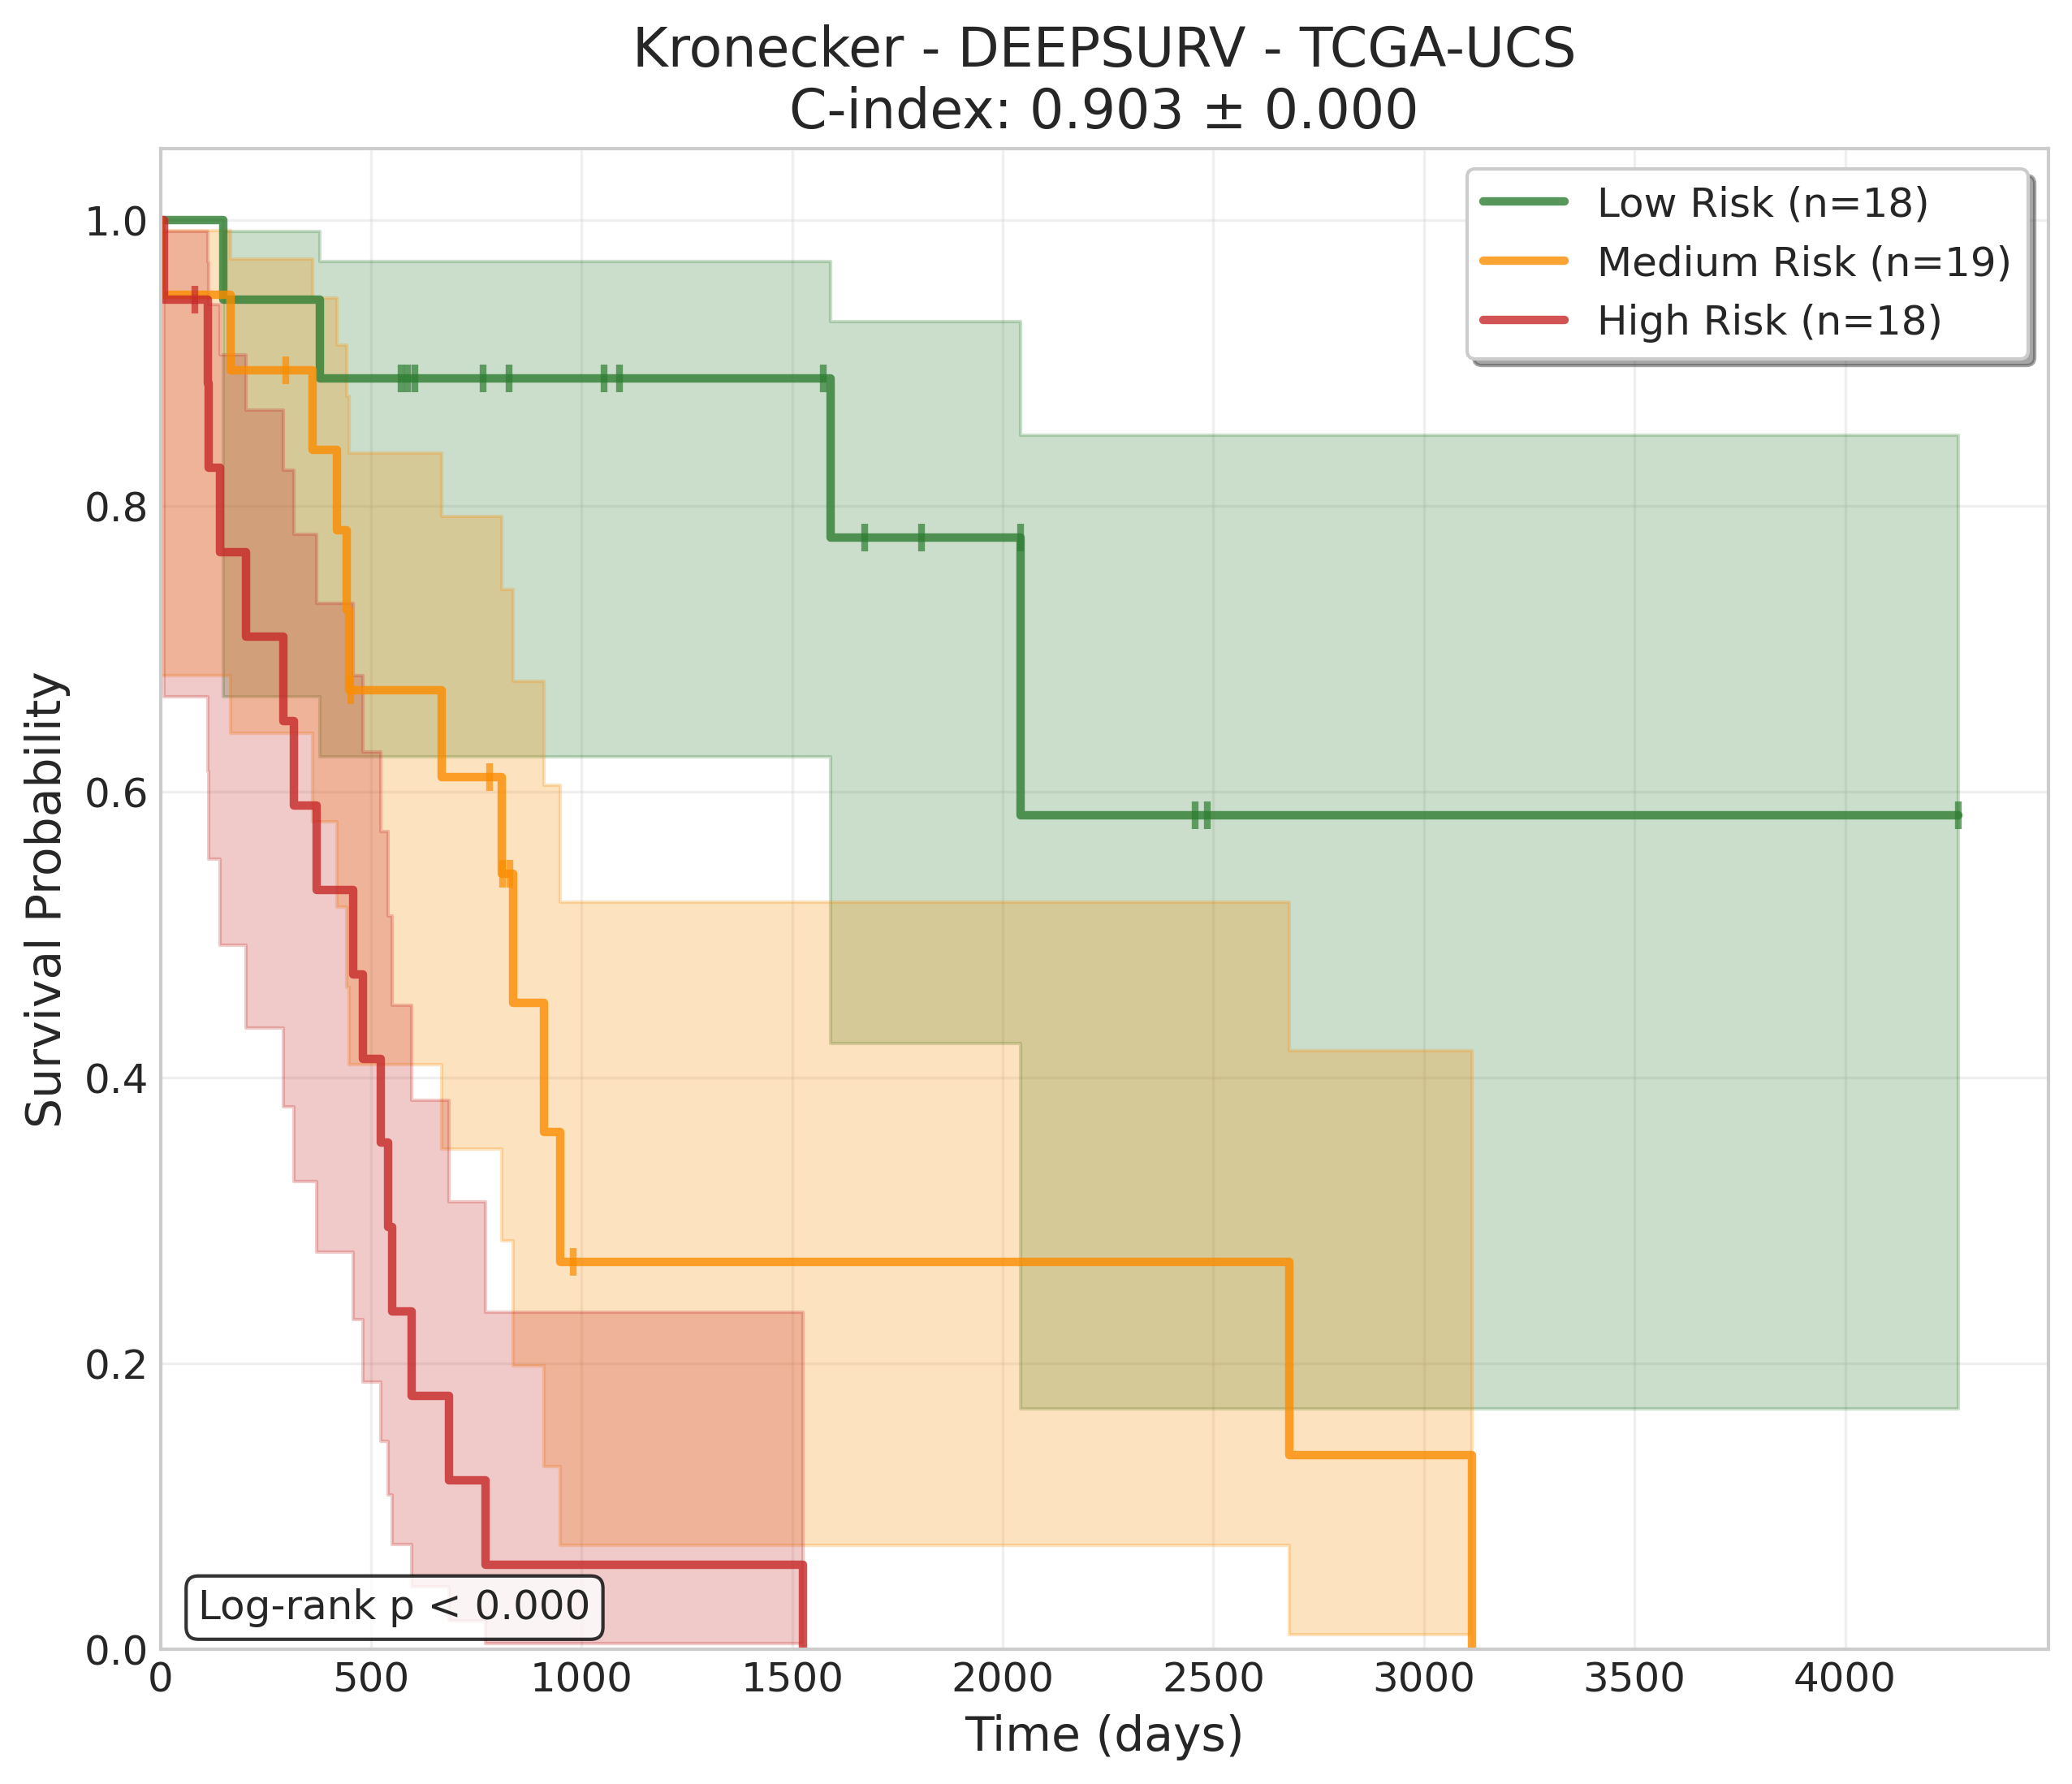 Kronecker - DEEPSURV - TCGA-UCS
C-index: 0.903 ± 0.000
Low Risk (n=18)
Medium Risk (n=19)
High Risk (n=18)
Survival Probability
1.0
0.8
0.6
0.4
0.2
0.0
Log-rank p < 0.000
0 500 1000 1500 2000 2500 3000 3500 4000
Time (days)